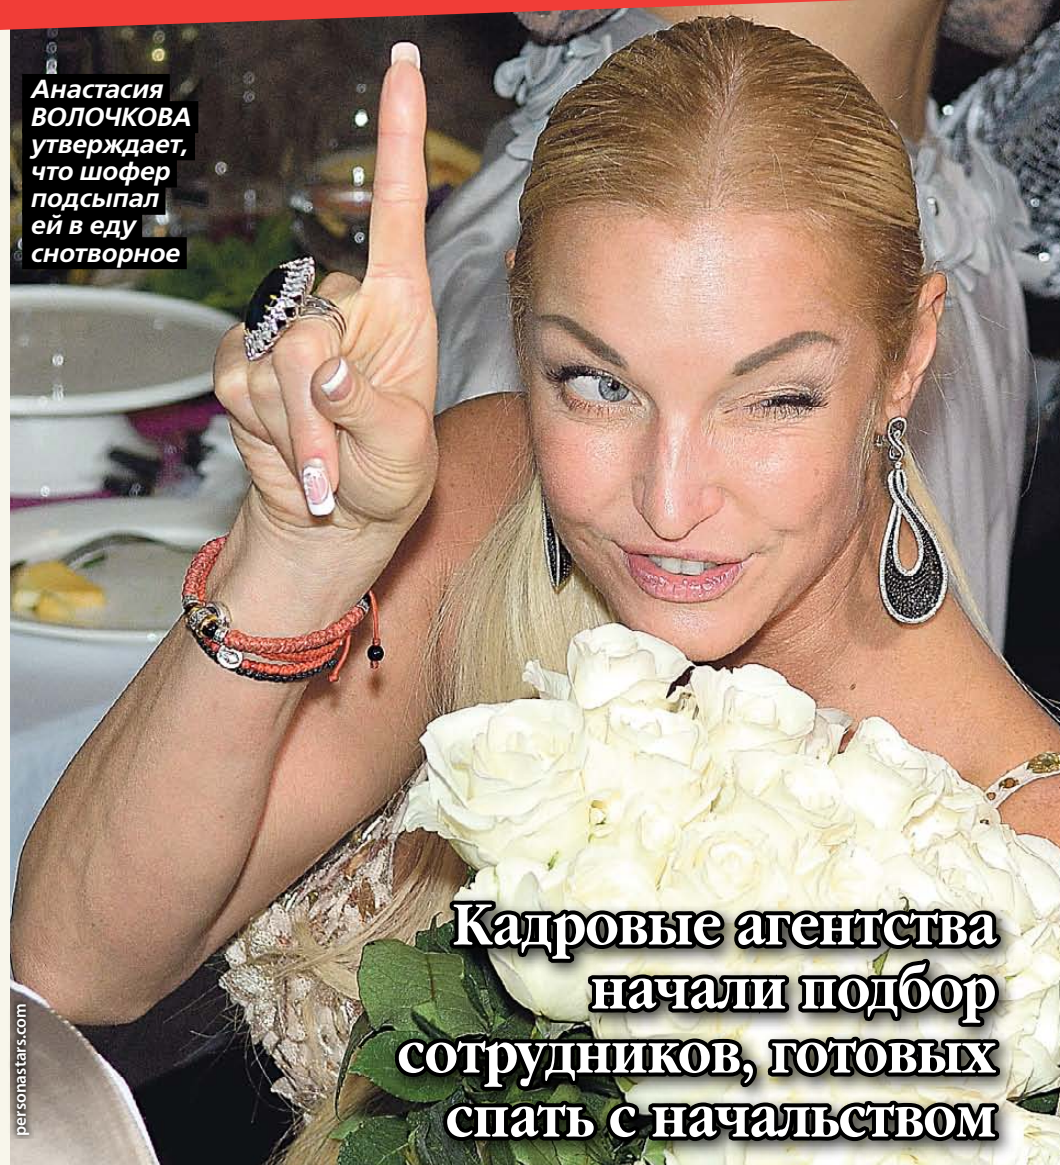 Анастасия
ВОЛОЧКОВА
утверждает,
что шофер
подсыпал
ей в еду
снотворное
Кадровые агентства
начали подбор
сотрудников, готовых
спать с начальством
personastars.com